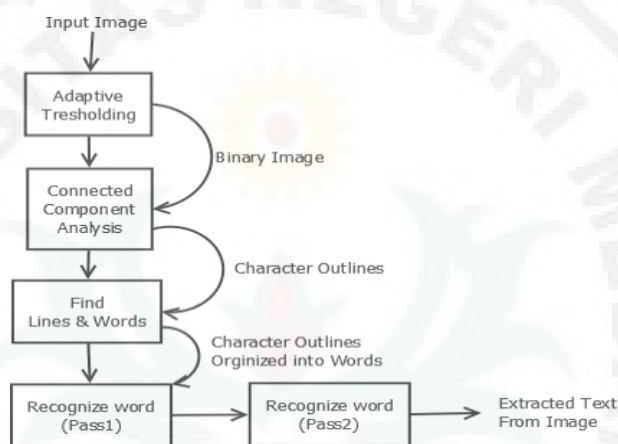 Input Image
Adaptive
Tresholding
Binary Image
Connected
Component
Analysis
Character Outlines
Find
Lines & Words
Character Outlines
Orginized into Words
Recognize word
(Pass1)
Recognize word
(Pass2)
Extracted Text
From Image